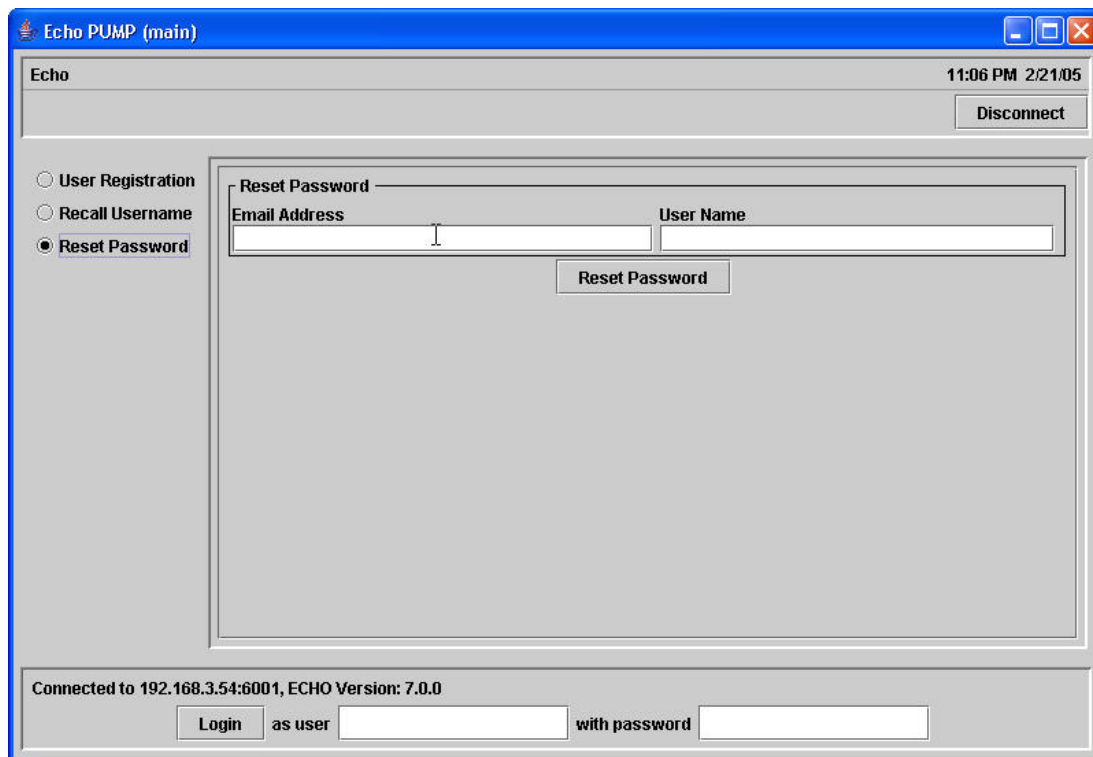 Echo PUMP (main)
Echo 11:06 PM 2/21/05
Disconnect
User Registration
Recall Username
Reset Password
Reset Password
Email Address User Name
Reset Password
Connected to 192.168.3.54:6001, ECHO Version: 7.0.0
Login as user with password